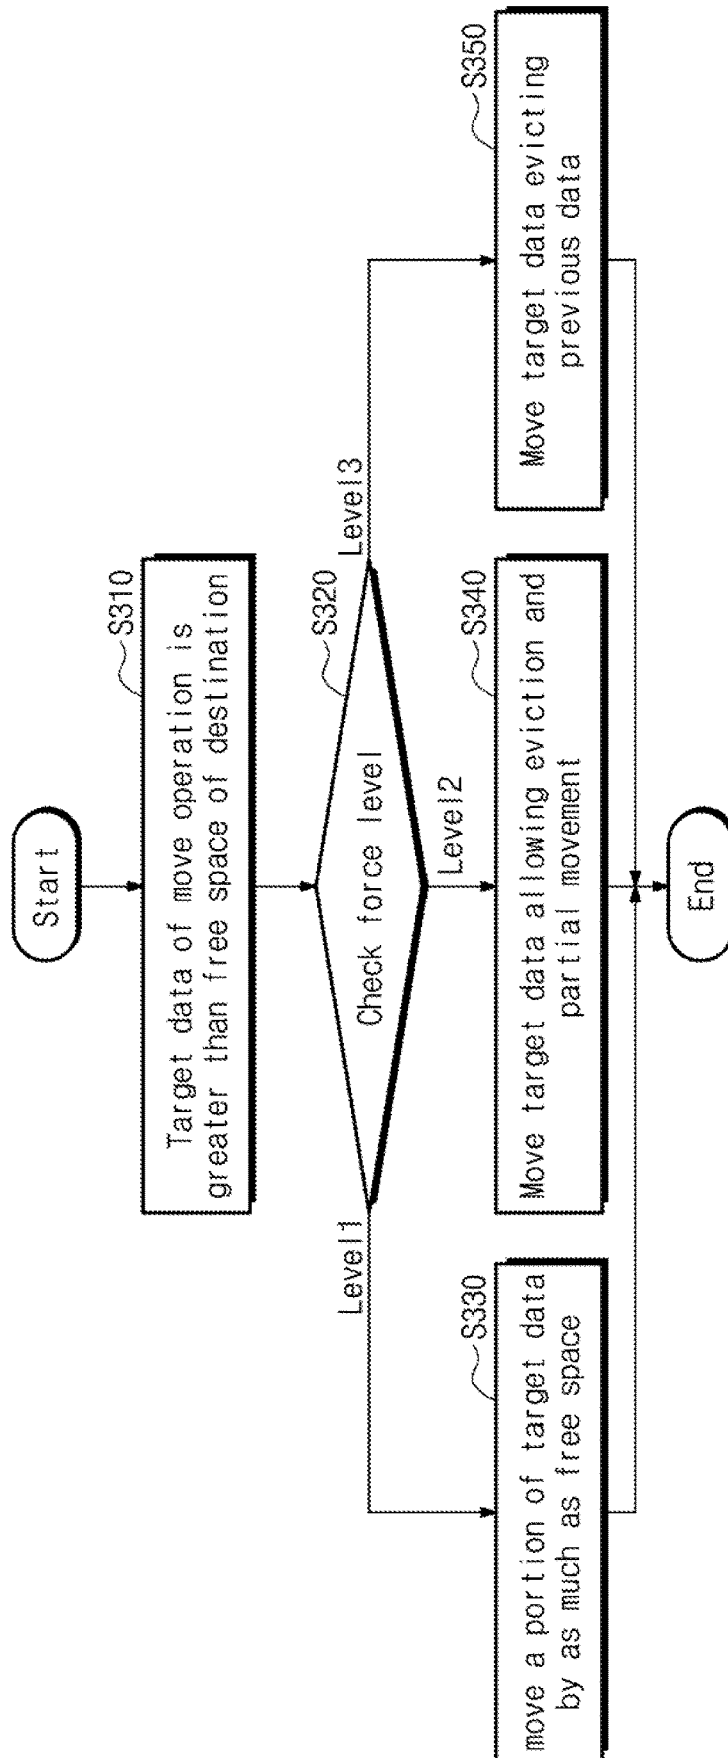 Start
S310
Target data of move operation is
greater than free space of destination
S320
Check force level
Level1
Level2
Level3
S330
move a portion of target data
by as much as free space
S340
Move target data allowing eviction and
partial movement
S350
Move target data evicting
previous data
End